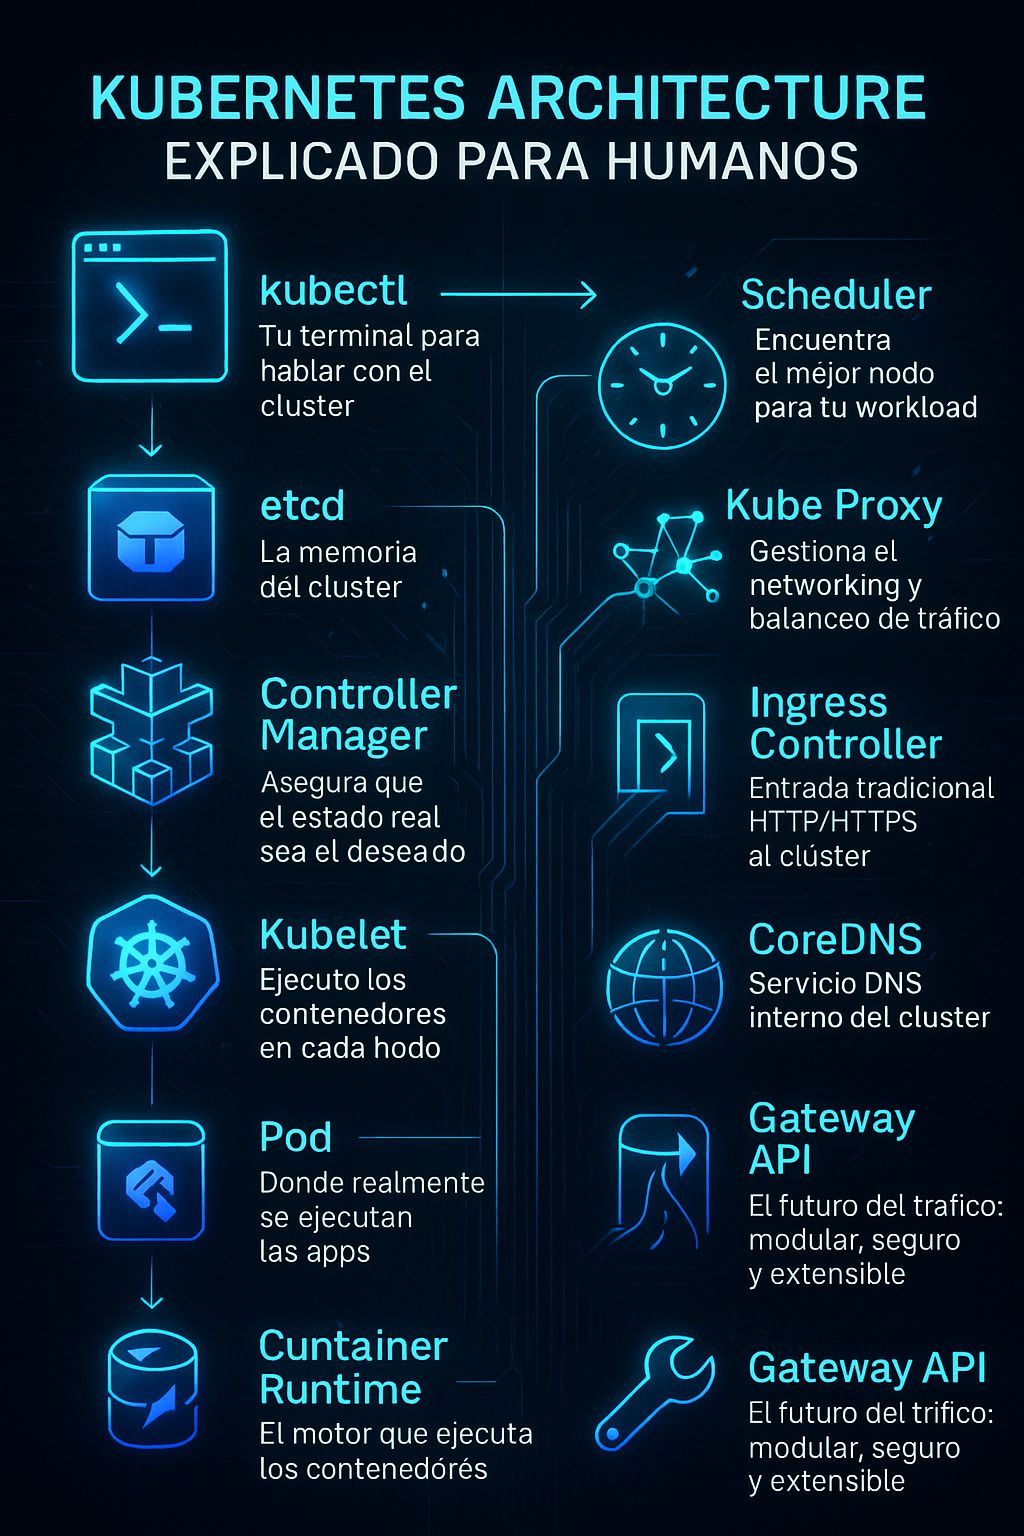 KUBERNETES ARCHITECTURE
EXPLICADO PARA HUMANOS
kubectl
Tu terminal para
hablar con el
cluster
etcd
La memoria
dél cluster
Controller
Manager
Asegura que
el estado real
sea el deseado
Kubelet
Ejecuto los
contenedores
en cada hodo
Pod
Donde realmente
se ejecutan
las apps
Cuntainer
Runtime
El motor que ejecuta
los contenedórés
Scheduler
Encuentra
el méjor nodo
para tu workload
Kube Proxy
Gestiona el
networking y
balanceo de tráfico
Ingress
Controller
Entrada tradicional
HTTP/HTTPS
al clúster
CoreDNS
Servicio DNS
interno del cluster
Gateway
API
El futuro del trafico:
modular, seguro
y extensible
Gateway API
El futuro del trifico:
modular, seguro
y extensible